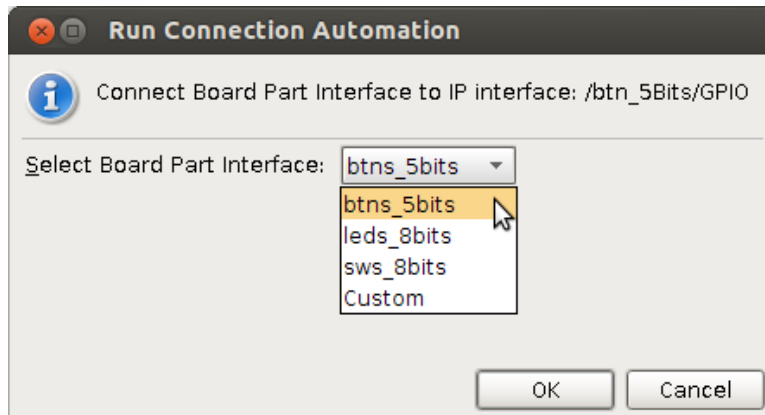 Run Connection Automation
Connect Board Part Interface to IP interface: /btn_5Bits/GPIO
Select Board Part Interface: btns_5bits
btns_5bits
leds_8bits
sws_8bits
Custom
OK Cancel